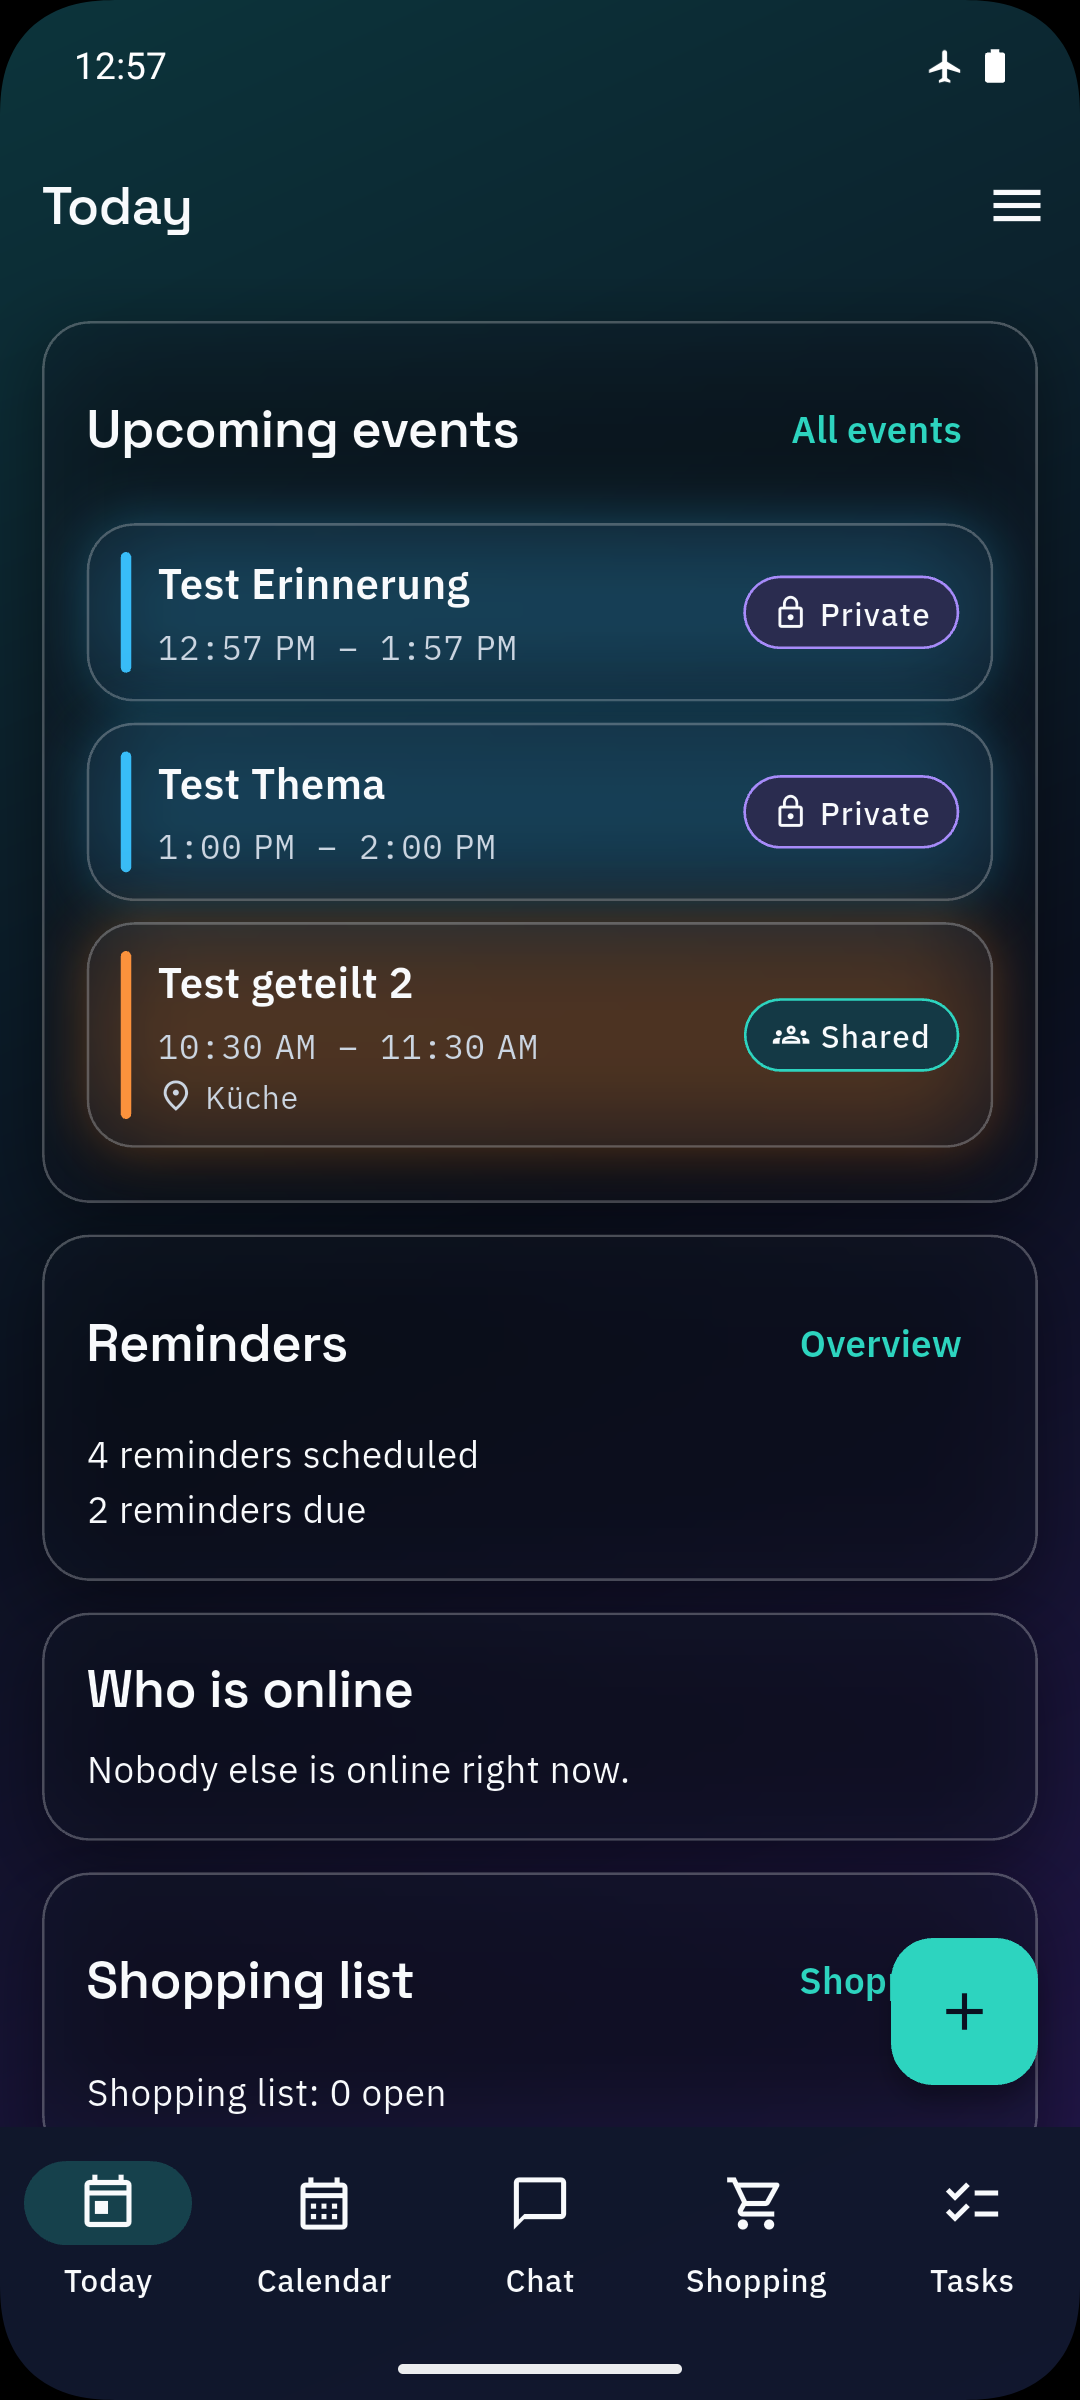 12:57
Today
Upcoming events
All events
Test Erinnerung
12:57 PM – 1:57 PM
Private
Test Thema
1:00 PM – 2:00 PM
Private
Test geteilt 2
10:30 AM – 11:30 AM
Küche
Shared
Reminders
Overview
4 reminders scheduled
2 reminders due
Who is online
Nobody else is online right now.
Shopping list
Shopping list: 0 open
Today
Calendar
Chat
Shopping
Tasks